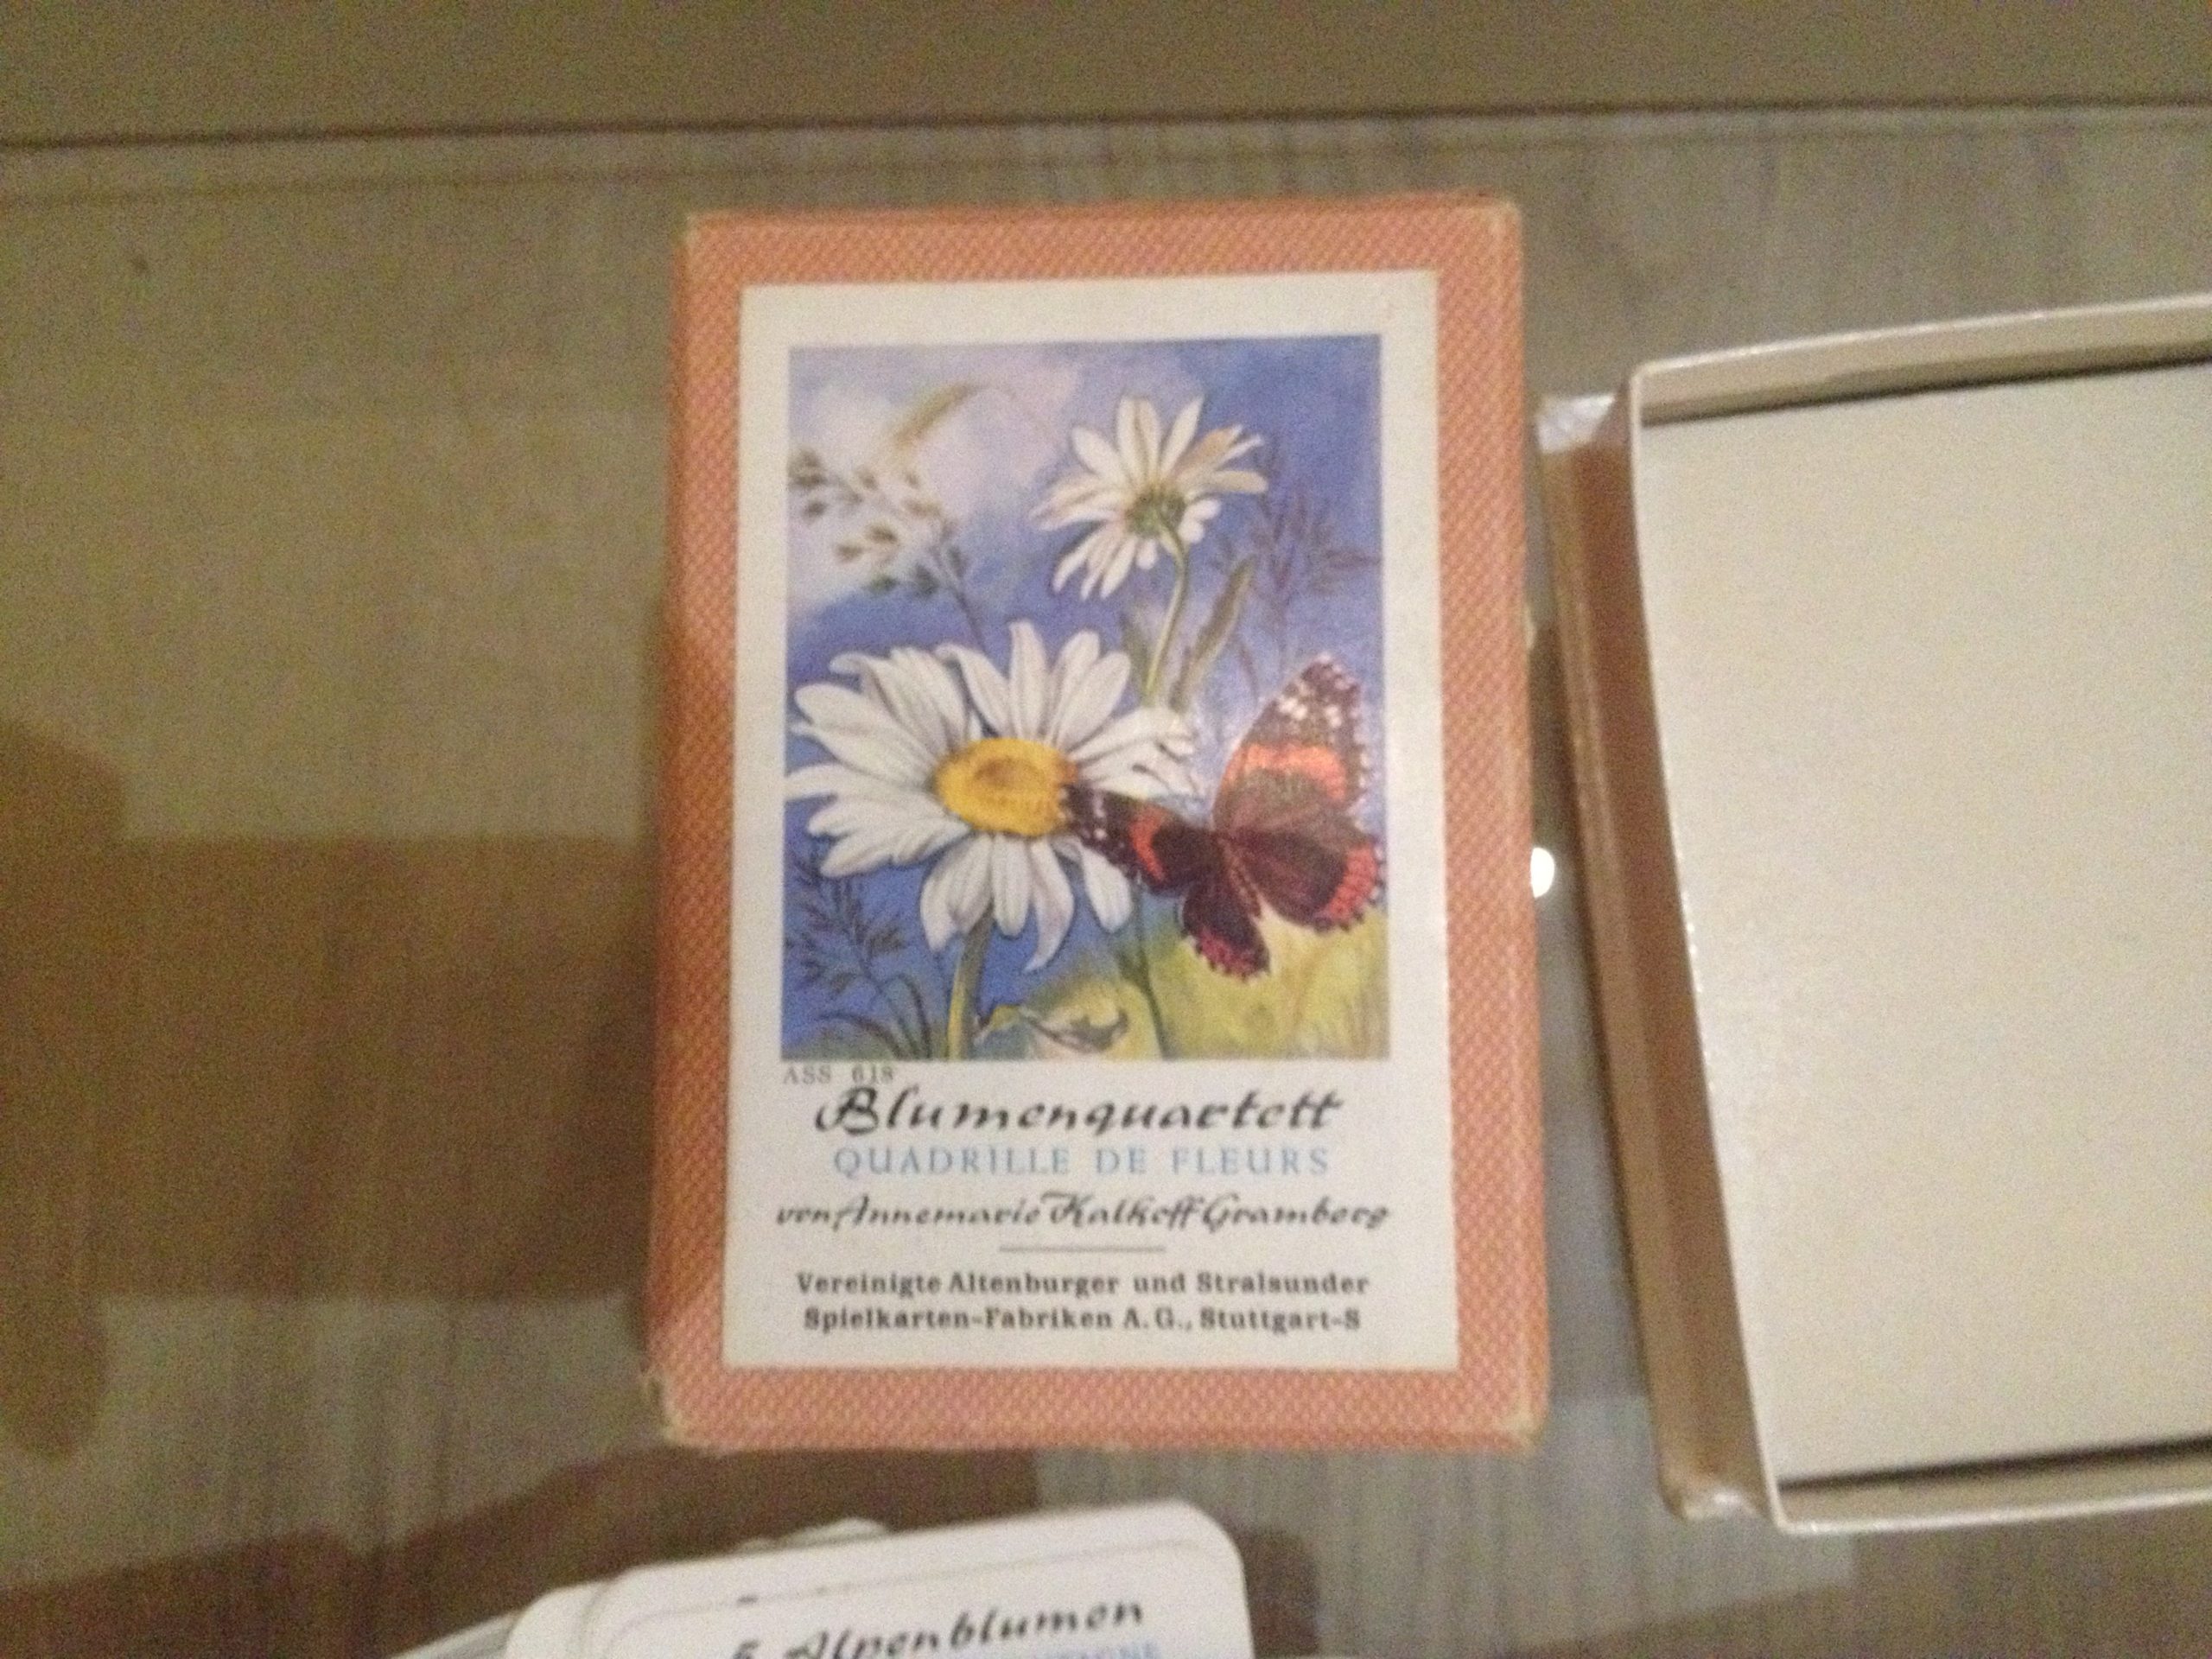 ASS 618
Blumenquartett
QUADRILLE DE FLEURS
von Annemarie Kalkoff Gramberg
Vereinigte Altenburger und Stralsunder
Spielkarten-Fabriken A.G., Stuttgart-S
5. Alpenblumen